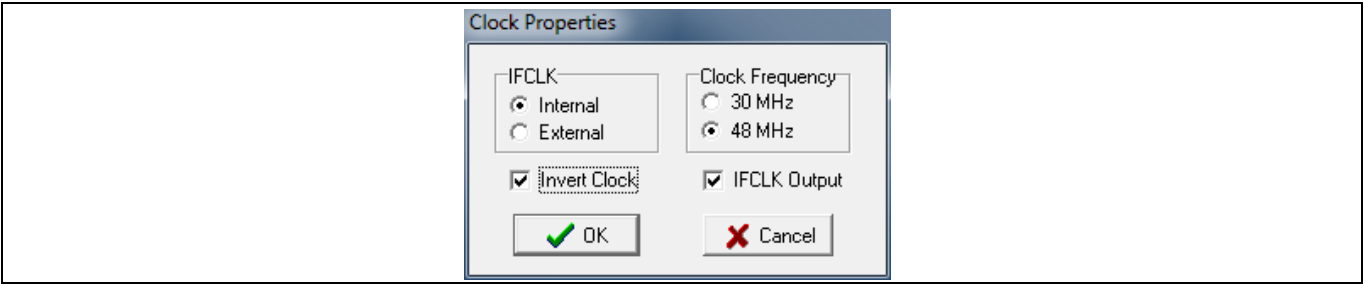 Clock Properties
IFCLK
Internal
External
Clock Frequency
30 MHz
48 MHz
Invert Clock
IFCLK Output
OK
Cancel